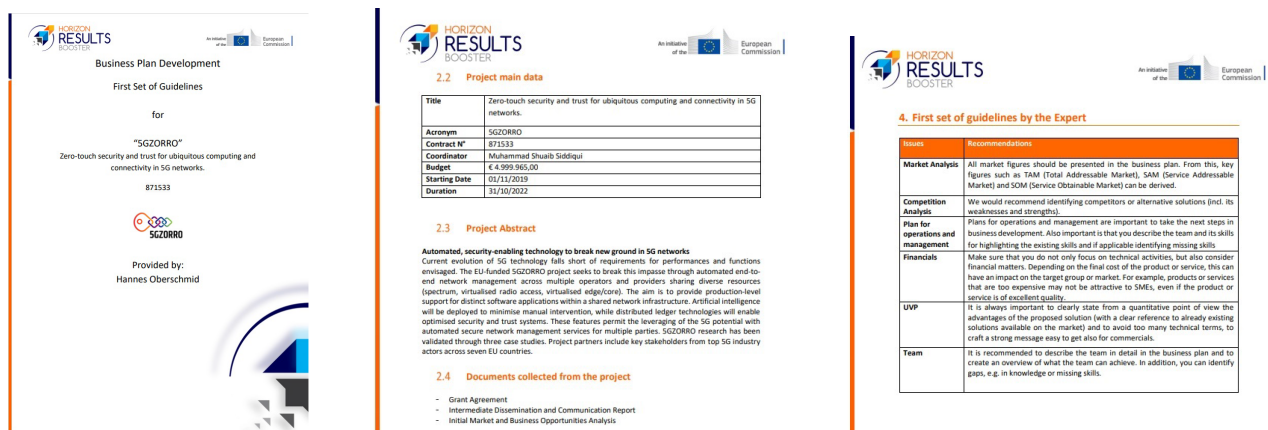 HORIZON
RESULTS
BOOSTER
An initiative
of the
European
Commission
Business Plan Development
First Set of Guidelines
for
"5GZORRO"
Zero-touch security and trust for ubiquitous computing and
connectivity in 5G networks.
871533
5GZORRO
Provided by:
Hannes Oberschmid
HORIZON
RESULTS
BOOSTER
An initiative
of the
European
Commission
2.2 Project main data
Title Zero-touch security and trust for ubiquitous computing and connectivity in 5G
networks.
Acronym 5GZORRO
Contract N° 871533
Coordinator Muhammad Shuaib Siddiqui
Budget € 4.999.965,00
Starting Date 01/11/2019
Duration 31/10/2022
2.3 Project Abstract
Automated, security-enabling technology to break new ground in 5G networks
Current evolution of 5G technology falls short of requirements for performances and functions
envisaged. The EU-funded 5GZORRO project seeks to break this impasse through automated end-to-
end network management across multiple operators and providers sharing diverse resources
(spectrum, virtualised radio access, virtualised edge/core). The aim is to provide production-level
support for distinct software applications within a shared network infrastructure. Artificial intelligence
will be deployed to minimise manual intervention, while distributed ledger technologies will enable
optimised security and trust systems. These features permit the leveraging of the 5G potential with
automated secure network management services for multiple parties. 5GZORRO research has been
validated through three case studies. Project partners include key stakeholders from top 5G industry
actors across seven EU countries.
2.4 Documents collected from the project
- Grant Agreement
- Intermediate Dissemination and Communication Report
- Initial Market and Business Opportunities Analysis
HORIZON
RESULTS
BOOSTER
An initiative
of the
European
Commission
4. First set of guidelines by the Expert
Issues Recommendations
Market Analysis All market figures should be presented in the business plan. From this, key
figures such as TAM (Total Addressable Market), SAM (Service Addressable
Market) and SOM (Service Obtainable Market) can be derived.
Competition We would recommend identifying competitors or alternative solutions (incl. its
Analysis weaknesses and strengths).
Plan for Plans for operations and management are important to take the next steps in
operations and business development. Also important is that you describe the team and its skills
management for highlighting the existing skills and if applicable identifying missing skills
Financials Make sure that you do not only focus on technical activities, but also consider
financial matters. Depending on the final cost of the product or service, this can
have an impact on the target group or market. For example, products or services
that are too expensive may not be attractive to SMEs, even if the product or
service is of excellent quality.
UVP It is always important to clearly state from a quantitative point of view the
advantages of the proposed solution (with a clear reference to already existing
solutions available on the market) and to avoid too many technical terms, to
craft a strong message easy to get also for commercials.
Team It is recommended to describe the team in detail in the business plan and to
create an overview of what the team can achieve. In addition, you can identify
gaps, e.g. in knowledge or missing skills.